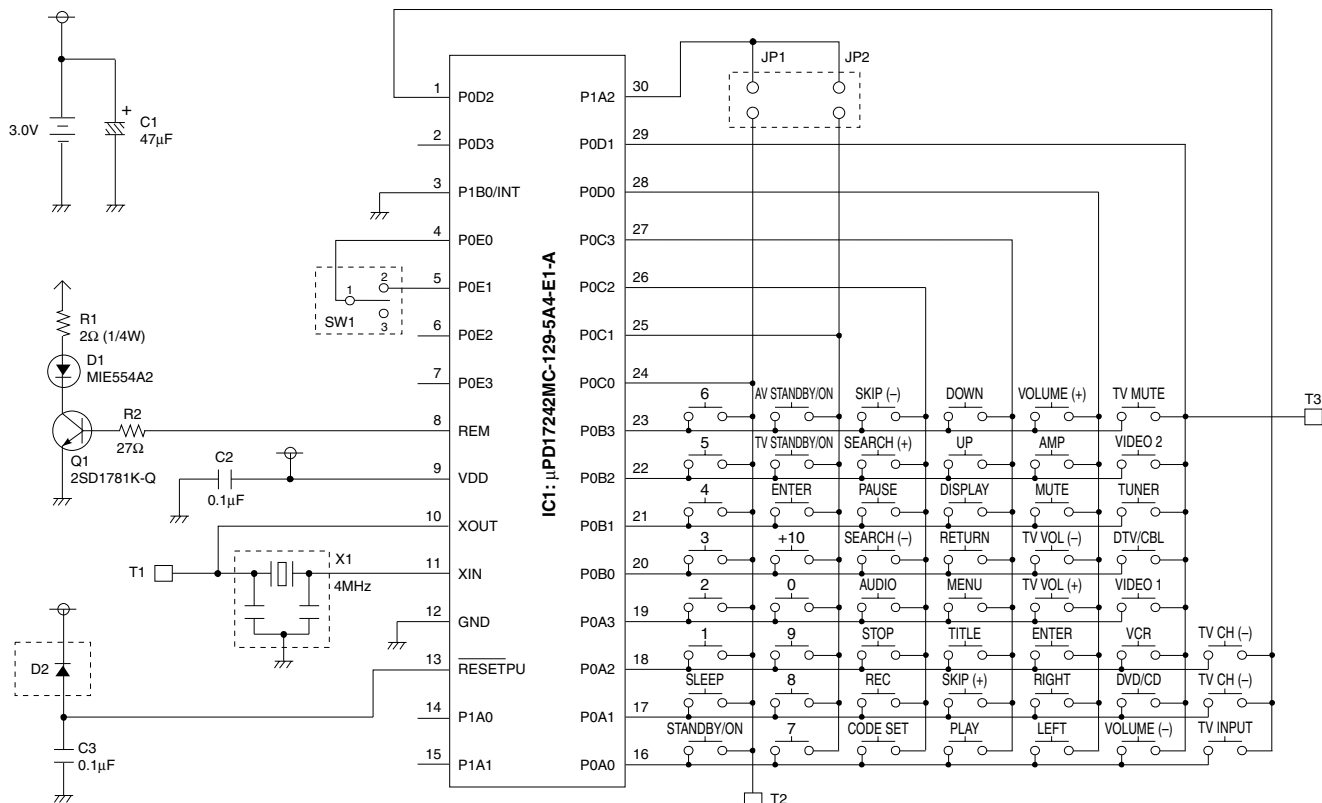 3.0V
+
C1
47µF
R1
2Ω (1/4W)
D1
MIE554A2
R2
27Ω
Q1
2SD1781K-Q
C2
0.1µF
T1
X1
4MHz
D2
C3
0.1µF
SW1
1
2
3
IC1: µPD17242MC-129-5A4-E1-A
1 P0D2
2 P0D3
3 P1B0/INT
4 P0E0
5 P0E1
6 P0E2
7 P0E3
8 REM
9 VDD
10 XOUT
11 XIN
12 GND
13 RESETPU
14 P1A0
15 P1A1
P1A2 30
P0D1 29
P0D0 28
P0C3 27
P0C2 26
P0C1 25
P0C0 24
P0B3 23
P0B2 22
P0B1 21
P0B0 20
P0A3 19
P0A2 18
P0A1 17
P0A0 16
JP1 JP2
6 AV STANDBY/ON SKIP (–) DOWN VOLUME (+) TV MUTE
T3
5 TV STANDBY/ON SEARCH (+) UP AMP VIDEO 2
4 ENTER PAUSE DISPLAY MUTE TUNER
3 +10 SEARCH (–) RETURN TV VOL (–) DTV/CBL
2 0 AUDIO MENU TV VOL (+) VIDEO 1
1 9 STOP TITLE ENTER VCR TV CH (–)
SLEEP 8 REC SKIP (+) RIGHT DVD/CD TV CH (–)
STANDBY/ON 7 CODE SET PLAY LEFT VOLUME (–) TV INPUT
T2